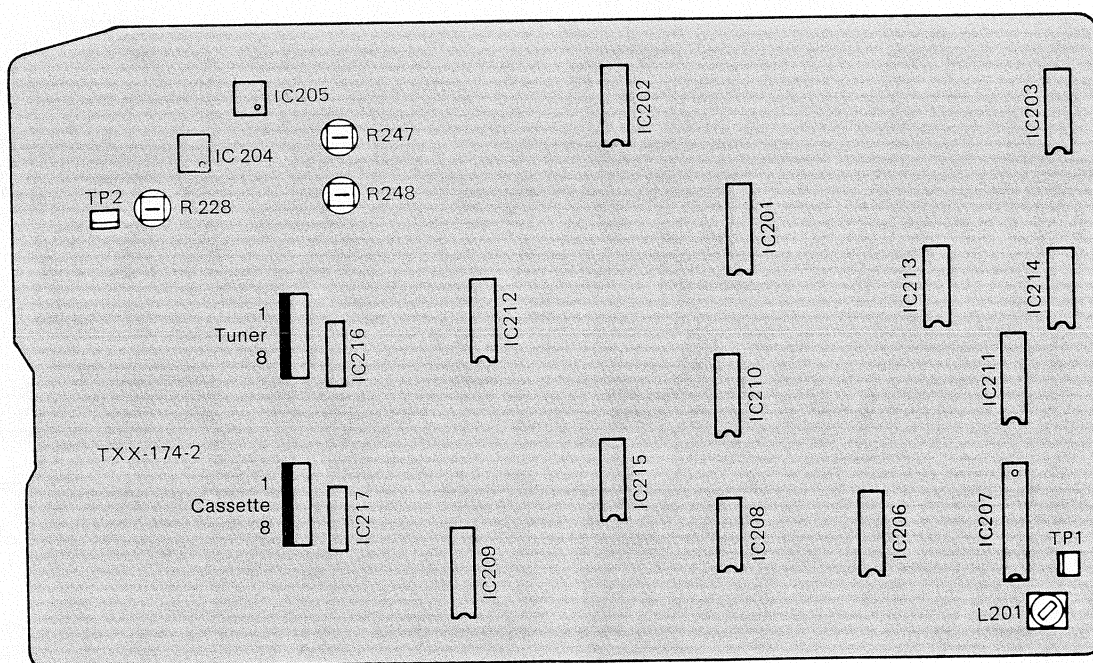 IC205
IC202
IC203
R247
IC 204
R248
TP2
R 228
IC201
IC213
IC214
1
Tuner
8
IC216
IC212
IC210
IC211
TXX-174-2
1
Cassette
8
IC217
IC215
IC209
IC208
IC206
IC207
TP1
L201